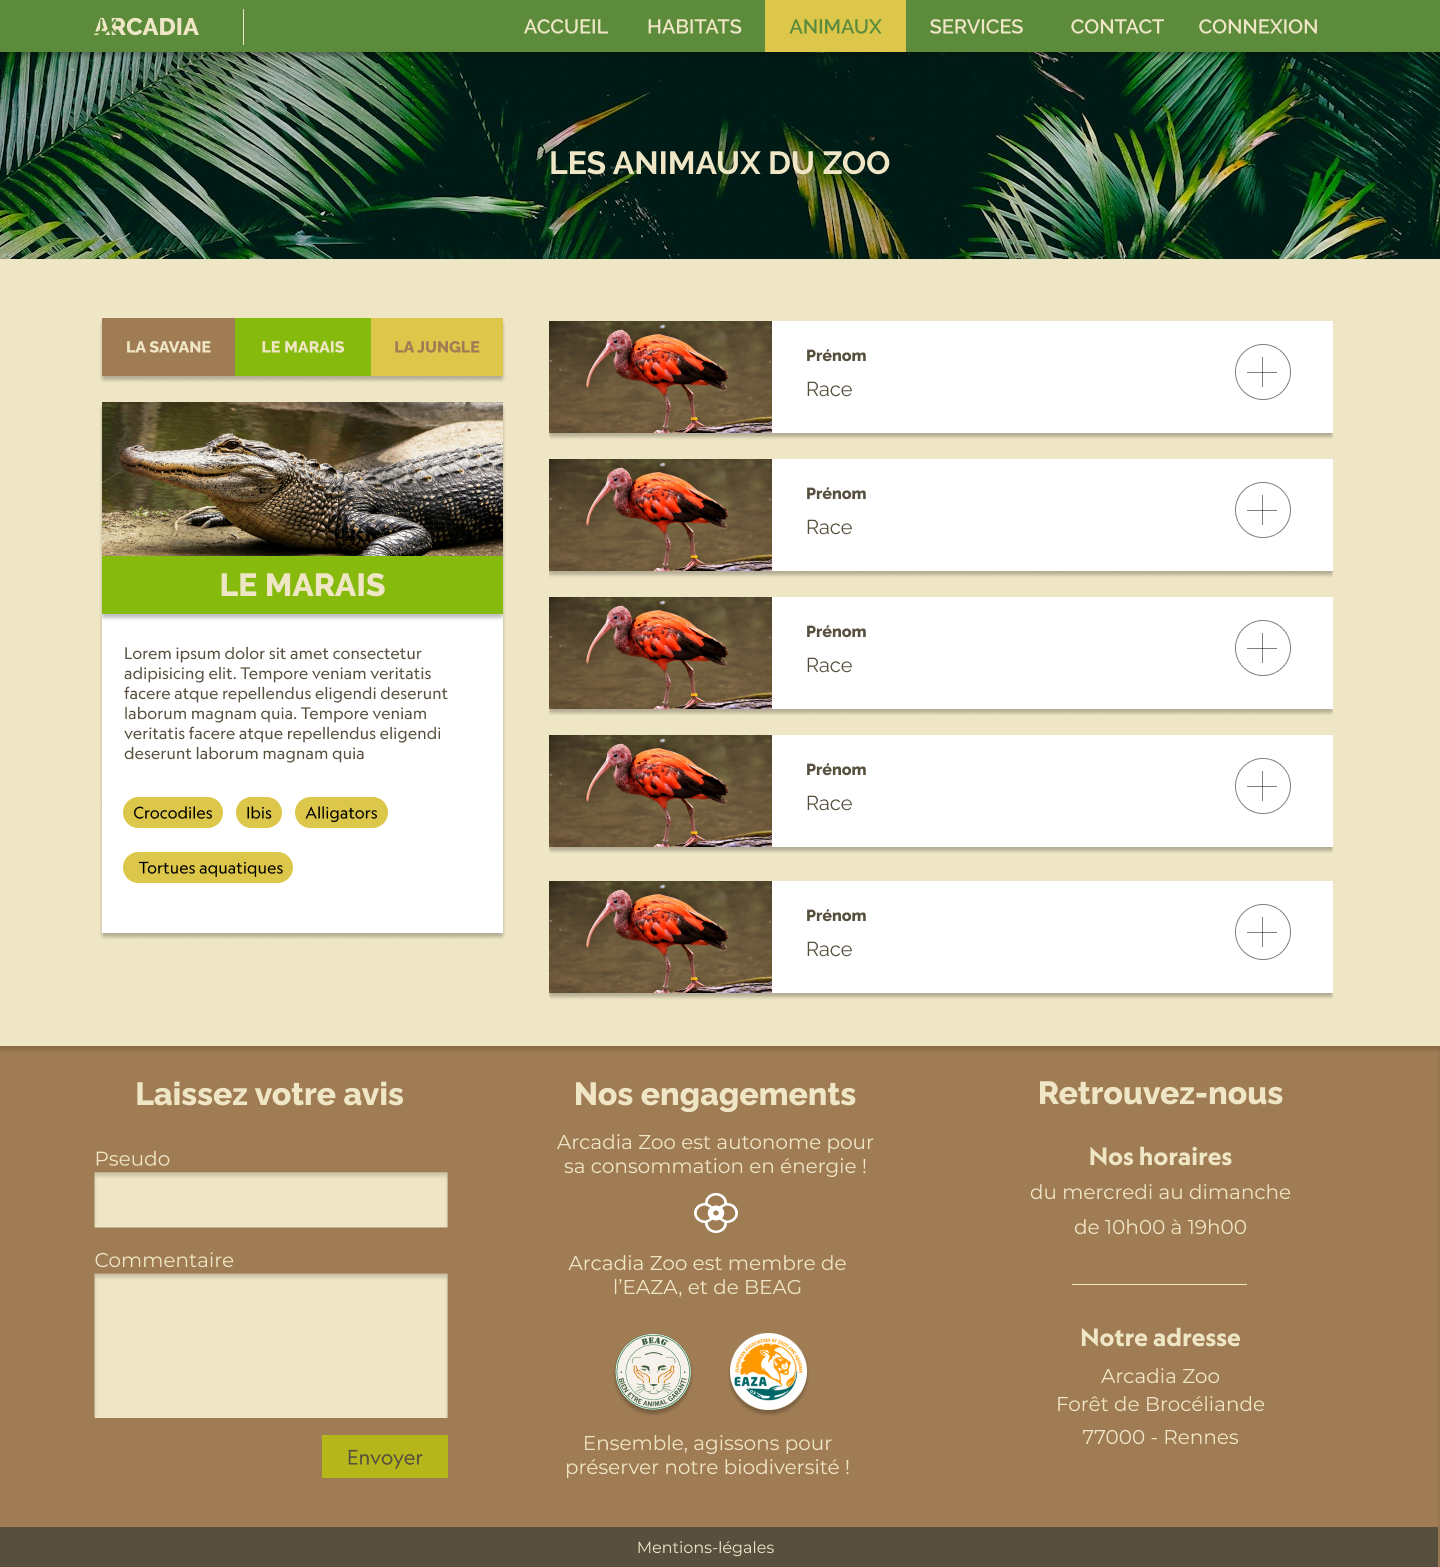 ARCADIA
ACCUEIL
HABITATS
ANIMAUX
SERVICES
CONTACT
CONNEXION
LES ANIMAUX DU ZOO
LA SAVANE
LE MARAIS
LA JUNGLE
LE MARAIS
Lorem ipsum dolor sit amet consectetur
adipisicing elit. Tempore veniam veritatis
facere atque repellendus eligendi deserunt
laborum magnam quia. Tempore veniam
veritatis facere atque repellendus eligendi
deserunt laborum magnam quia
Crocodiles
Ibis
Alligators
Tortues aquatiques
Prénom
Race
Prénom
Race
Prénom
Race
Prénom
Race
Prénom
Race
Laissez votre avis
Pseudo
Commentaire
Envoyer
Nos engagements
Arcadia Zoo est autonome pour
sa consommation en énergie !
Arcadia Zoo est membre de
l'EAZA, et de BEAG
BEAG
BIEN ETRE ANIMAL GARANTI
EAZA
Ensemble, agissons pour
préserver notre biodiversité !
Retrouvez-nous
Nos horaires
du mercredi au dimanche
de 10h00 à 19h00
Notre adresse
Arcadia Zoo
Forêt de Brocéliande
77000 - Rennes
Mentions-légales